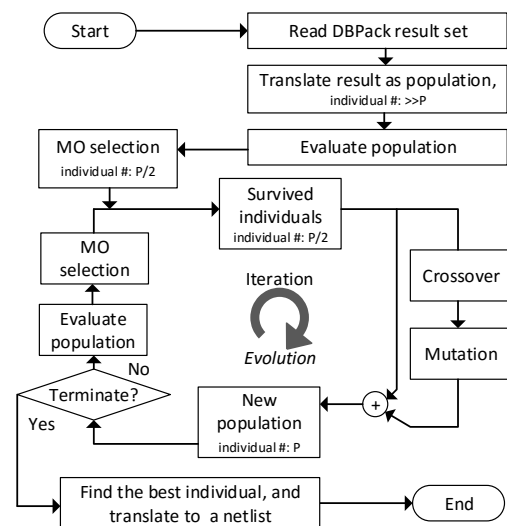 Start
Read DBPack result set
Translate result as population,
individual #: >>P
Evaluate population
MO selection
individual #: P/2
Survived
individuals
individual #: P/2
MO
selection
Evaluate
population
Iteration
Evolution
Crossover
Mutation
No
Terminate?
Yes
New
population
individual #: P
+
Find the best individual, and
translate to a netlist
End